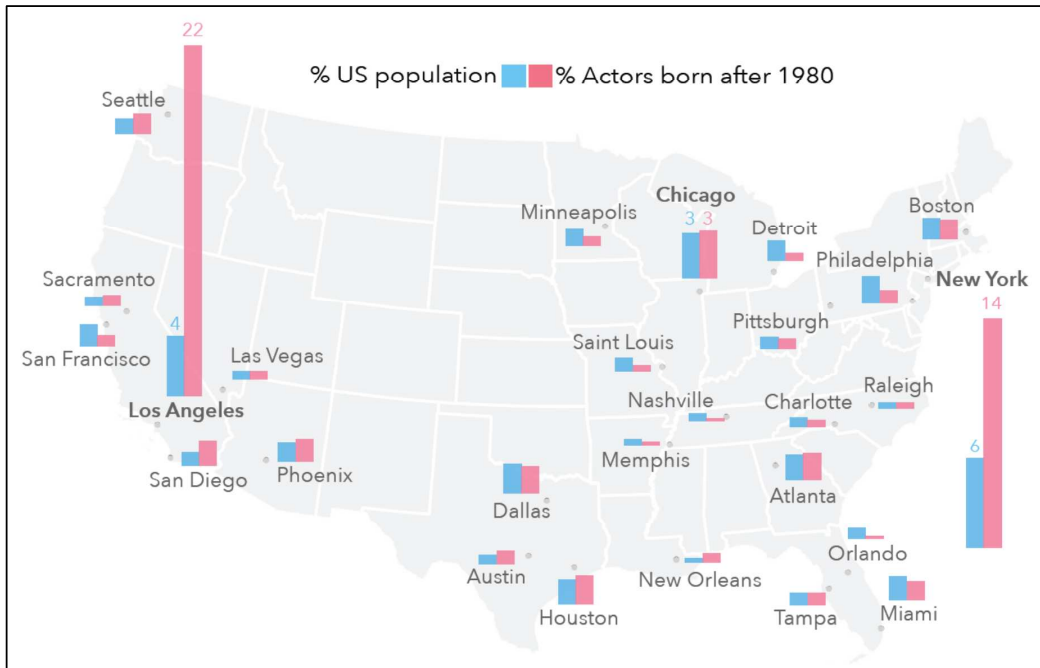 22
% US population % Actors born after 1980
Seattle
Chicago
Minneapolis
3 3
Detroit
Boston
Philadelphia
Sacramento
New York
4
14
San Francisco
Las Vegas
Saint Louis
Pittsburgh
Los Angeles
Nashville
Charlotte
Raleigh
Memphis
6
San Diego
Phoenix
Dallas
Atlanta
Orlando
Austin
New Orleans
Houston
Tampa
Miami